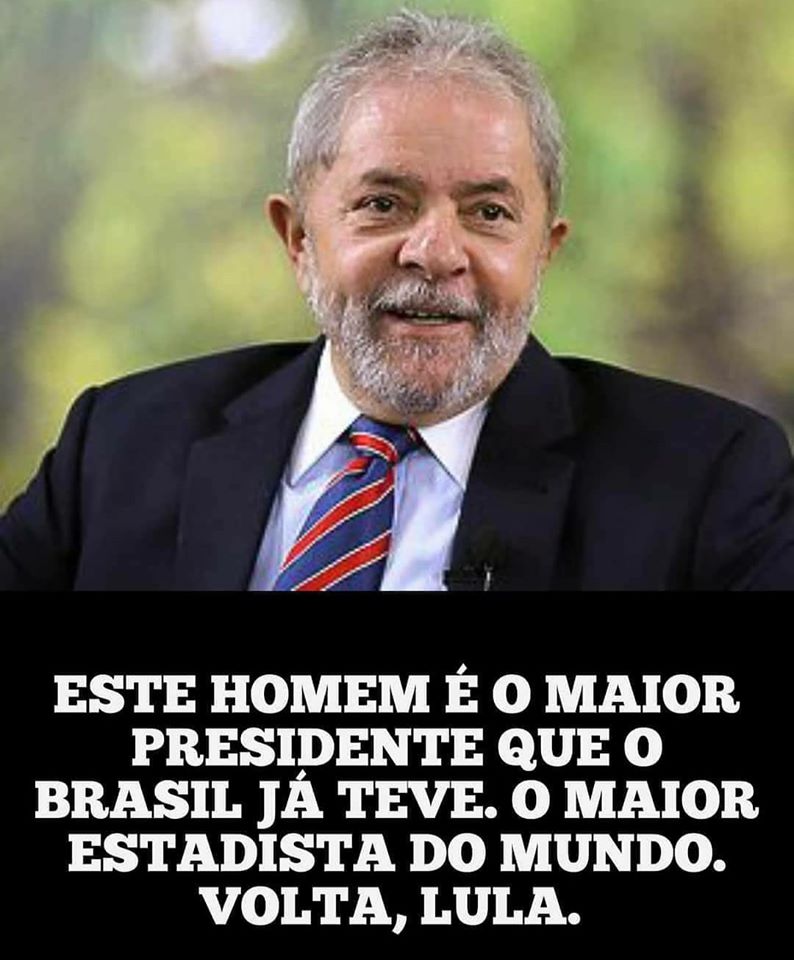 ESTE HOMEM É O MAIOR
PRESIDENTE QUE O
BRASIL JÁ TEVE. O MAIOR
ESTADISTA DO MUNDO.
VOLTA, LULA.